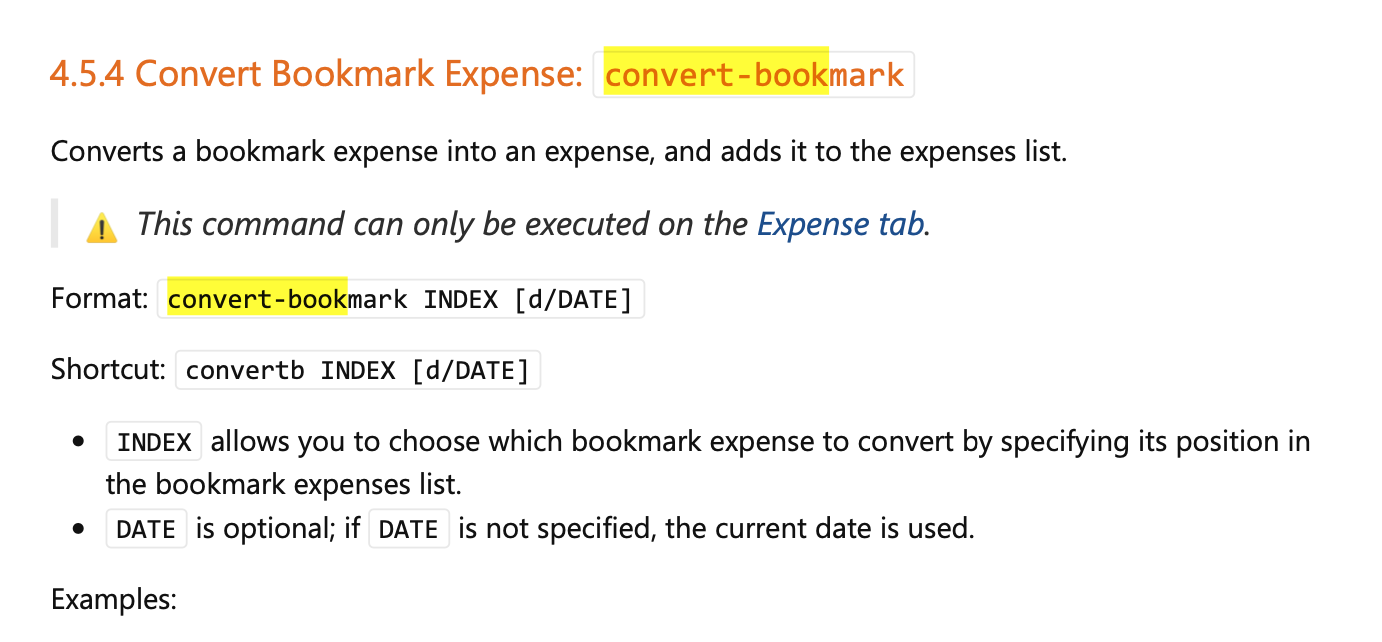 4.5.4 Convert Bookmark Expense: convert-bookmark
Converts a bookmark expense into an expense, and adds it to the expenses list.
This command can only be executed on the Expense tab.
Format: convert-bookmark INDEX [d/DATE]
Shortcut: convertb INDEX [d/DATE]
• INDEX allows you to choose which bookmark expense to convert by specifying its position in
the bookmark expenses list.
• DATE is optional; if DATE is not specified, the current date is used.
Examples: